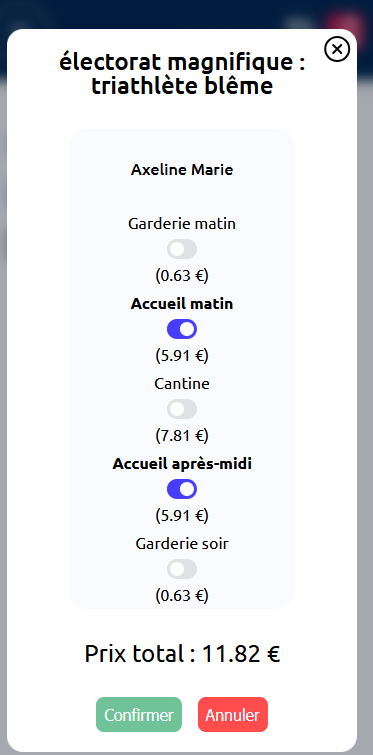 électorat magnifique :
triathlète blême
Axeline Marie
Garderie matin
(0.63 €)
Accueil matin
(5.91 €)
Cantine
(7.81 €)
Accueil après-midi
(5.91 €)
Garderie soir
(0.63 €)
Prix total : 11.82 €
Confirmer Annuler